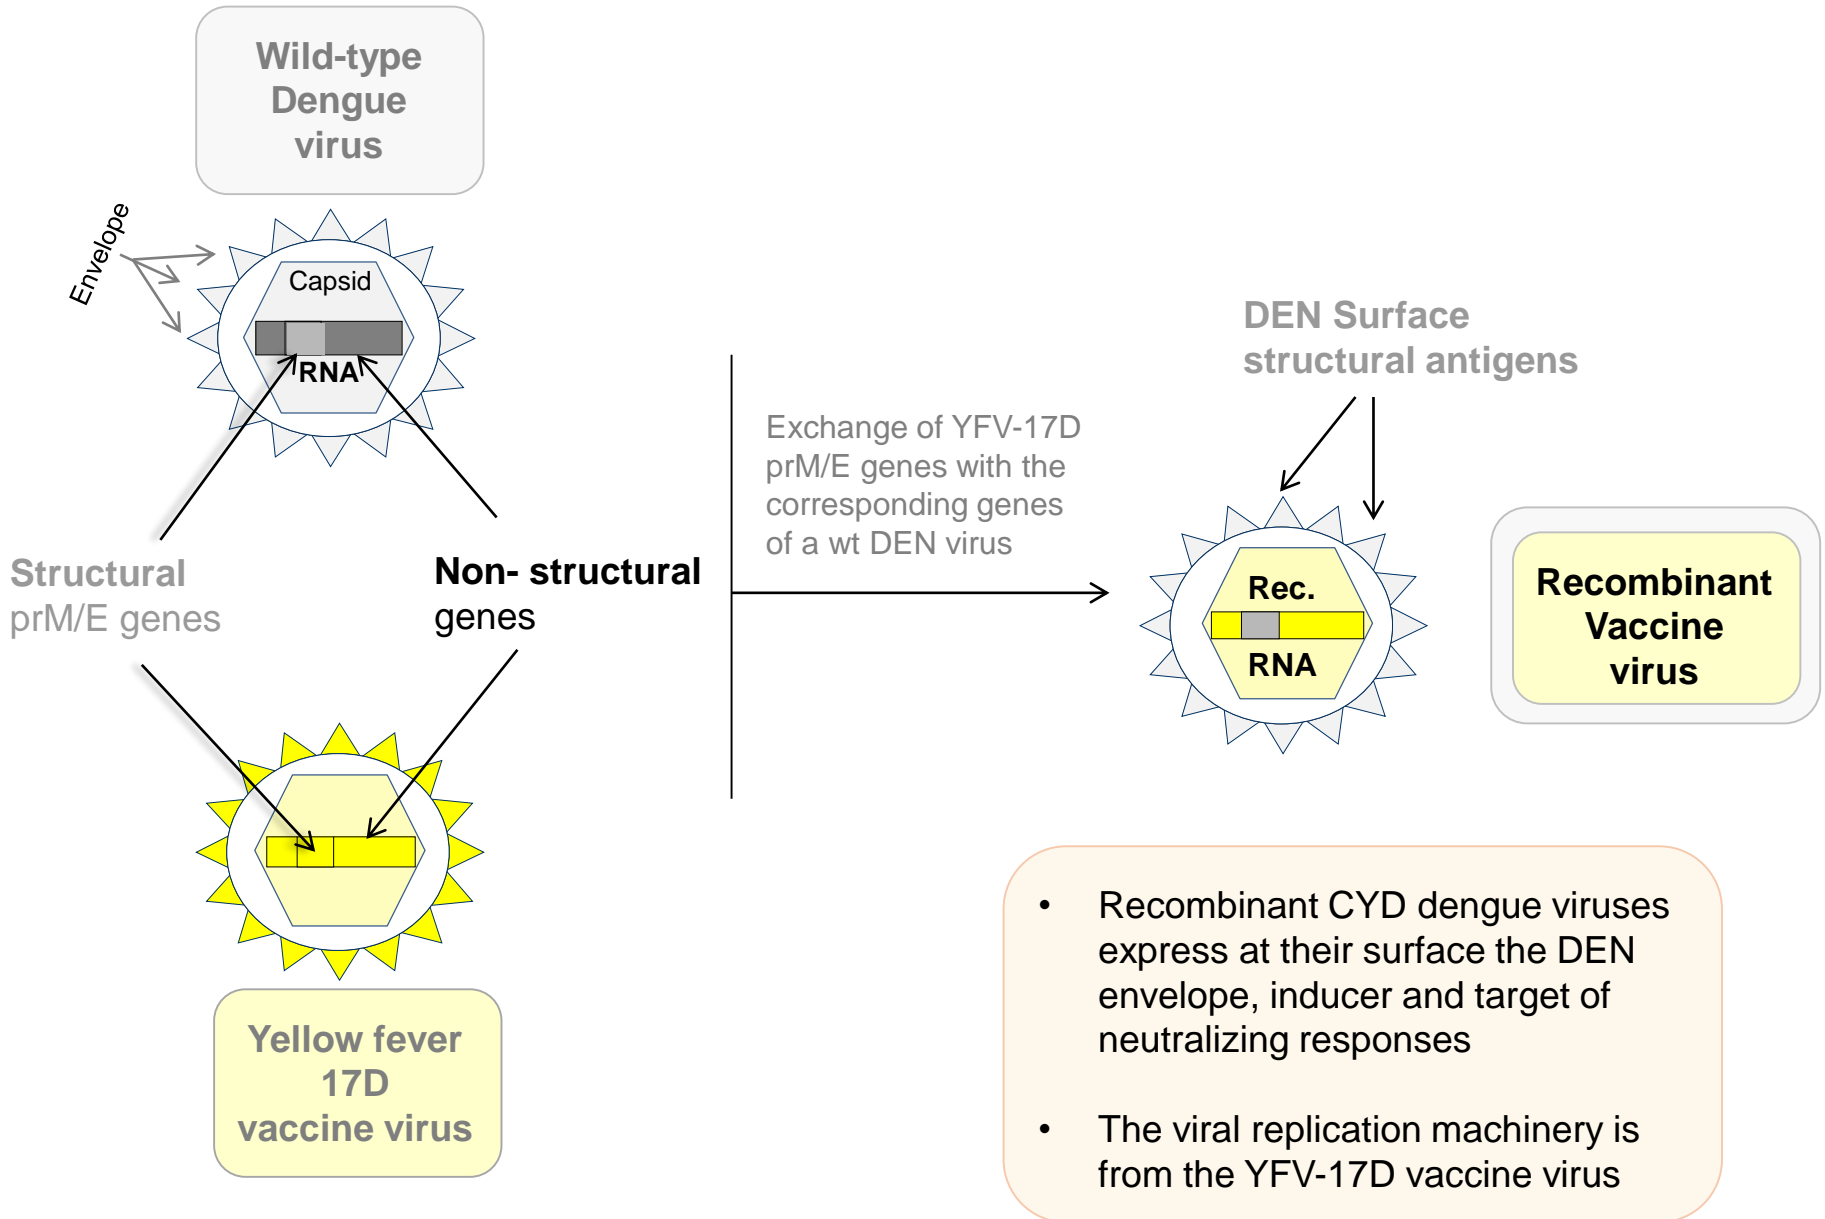 Wild-type
Dengue
virus
Envelope
Capsid
RNA
Structural
prM/E genes
Non- structural
genes
Yellow fever
17D
vaccine virus
Exchange of YFV-17D
prM/E genes with the
corresponding genes
of a wt DEN virus
DEN Surface
structural antigens
Rec.
RNA
Recombinant
Vaccine
virus
• Recombinant CYD dengue viruses
express at their surface the DEN
envelope, inducer and target of
neutralizing responses
• The viral replication machinery is
from the YFV-17D vaccine virus